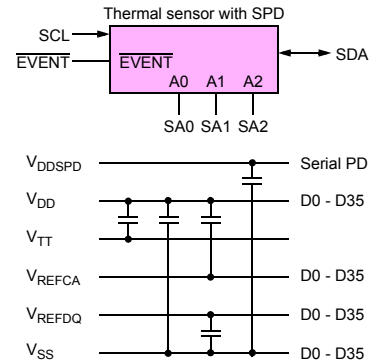 Thermal sensor with SPD
SCL
EVENT EVENT SDA
A0 A1 A2
SA0 SA1 SA2
VDDSPD Serial PD
VDD D0 - D35
VTT
VREFCA D0 - D35
VREFDQ D0 - D35
VSS D0 - D35